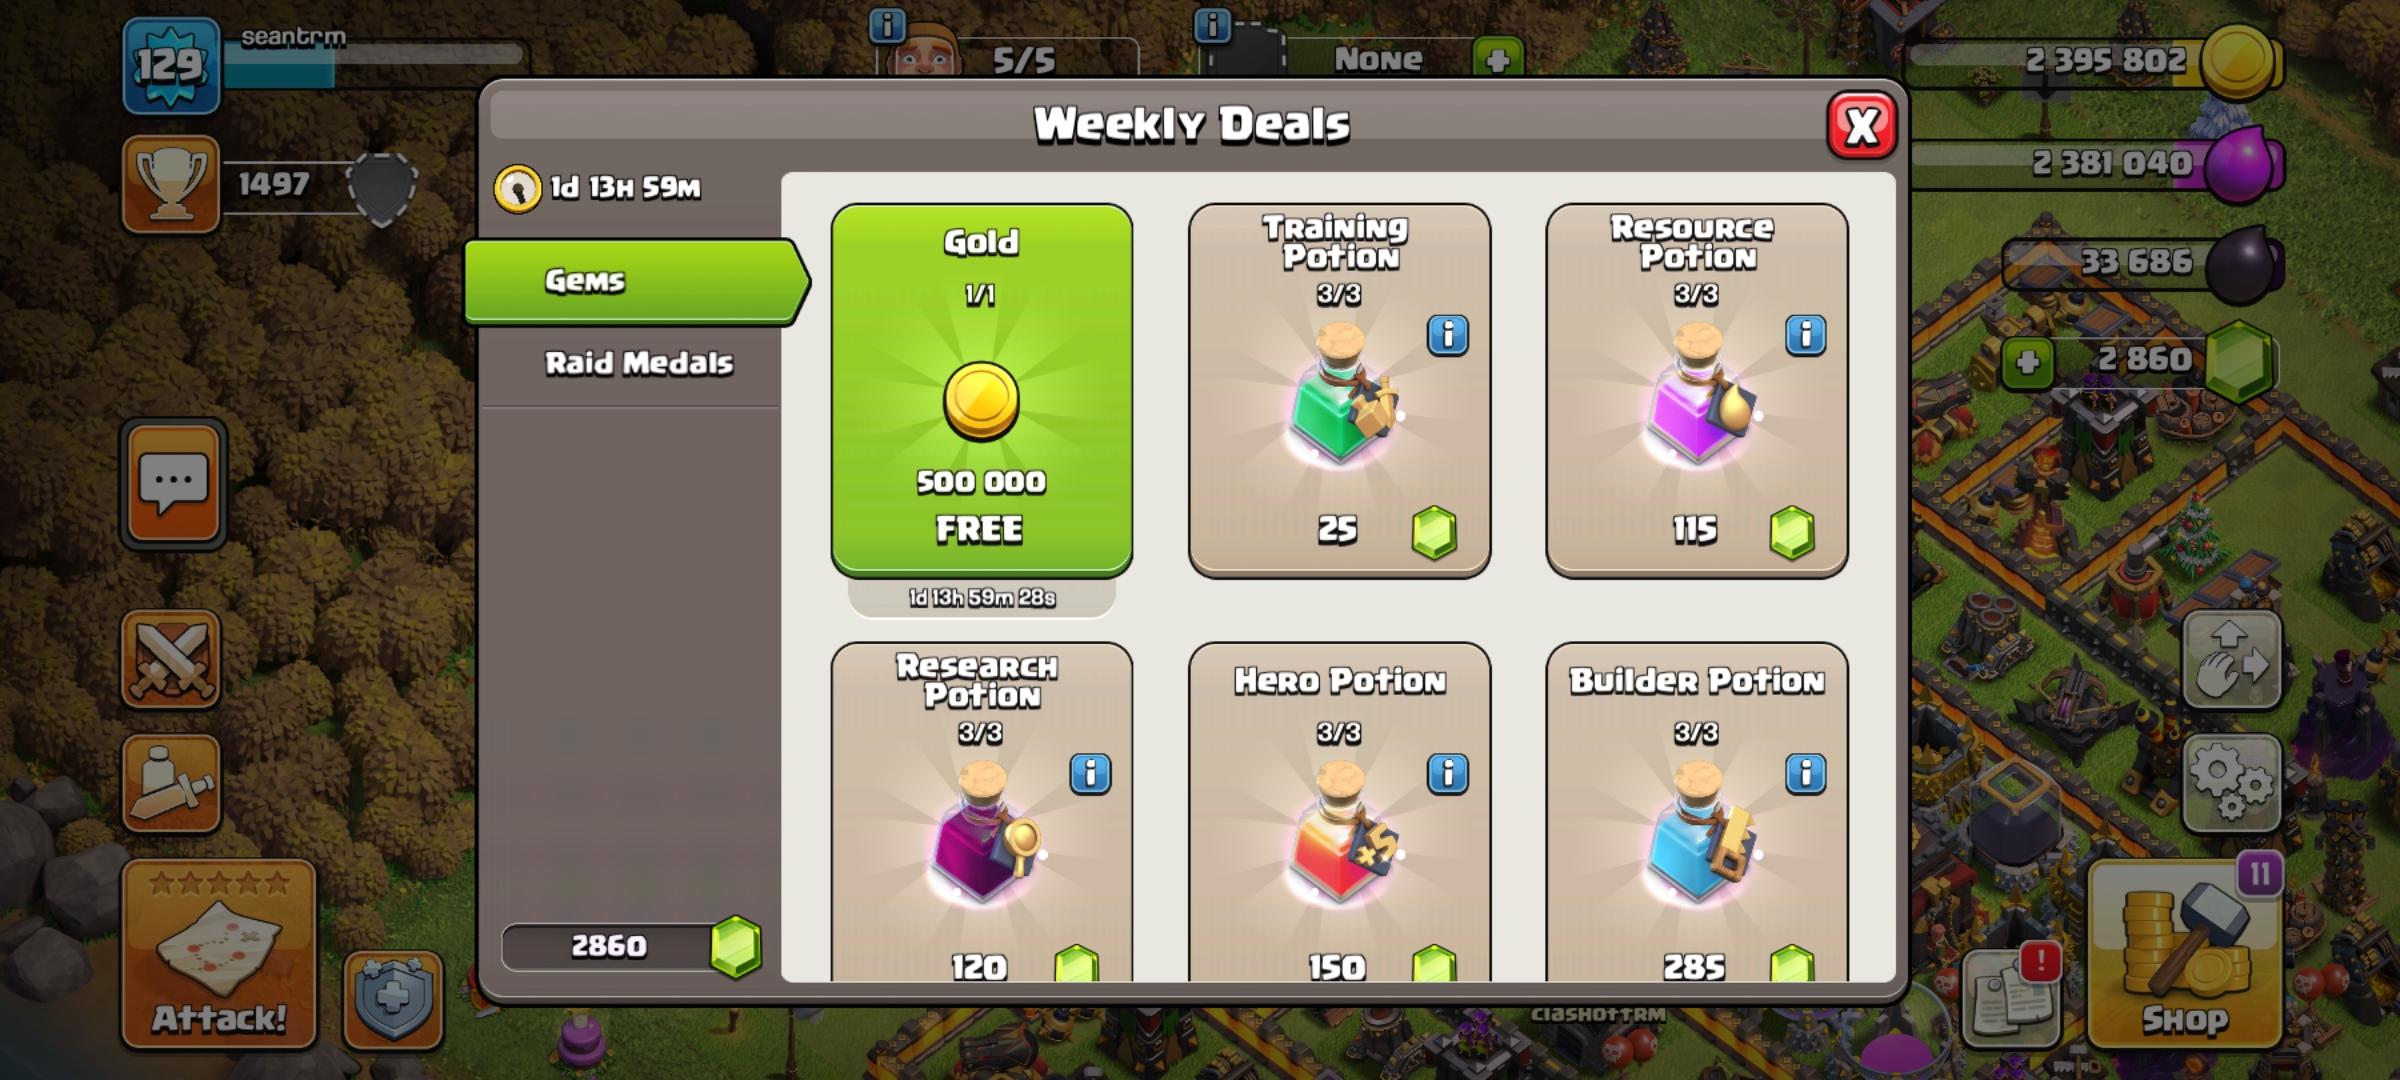 129
seantrm
5/5
None
2 395 802
1497
2 381 040
33 686
2 860
Weekly Deals
X
1d 13H 59M
Gems
Raid Medals
2860
Gold
1/1
500 000
FREE
1d 13h 59m 28s
Training
Potion
3/3
25
Resource
Potion
3/3
115
Research
Potion
3/3
120
Hero Potion
3/3
+5
150
Builder Potion
3/3
285
Attack!
11
!
Shop
clashottrm